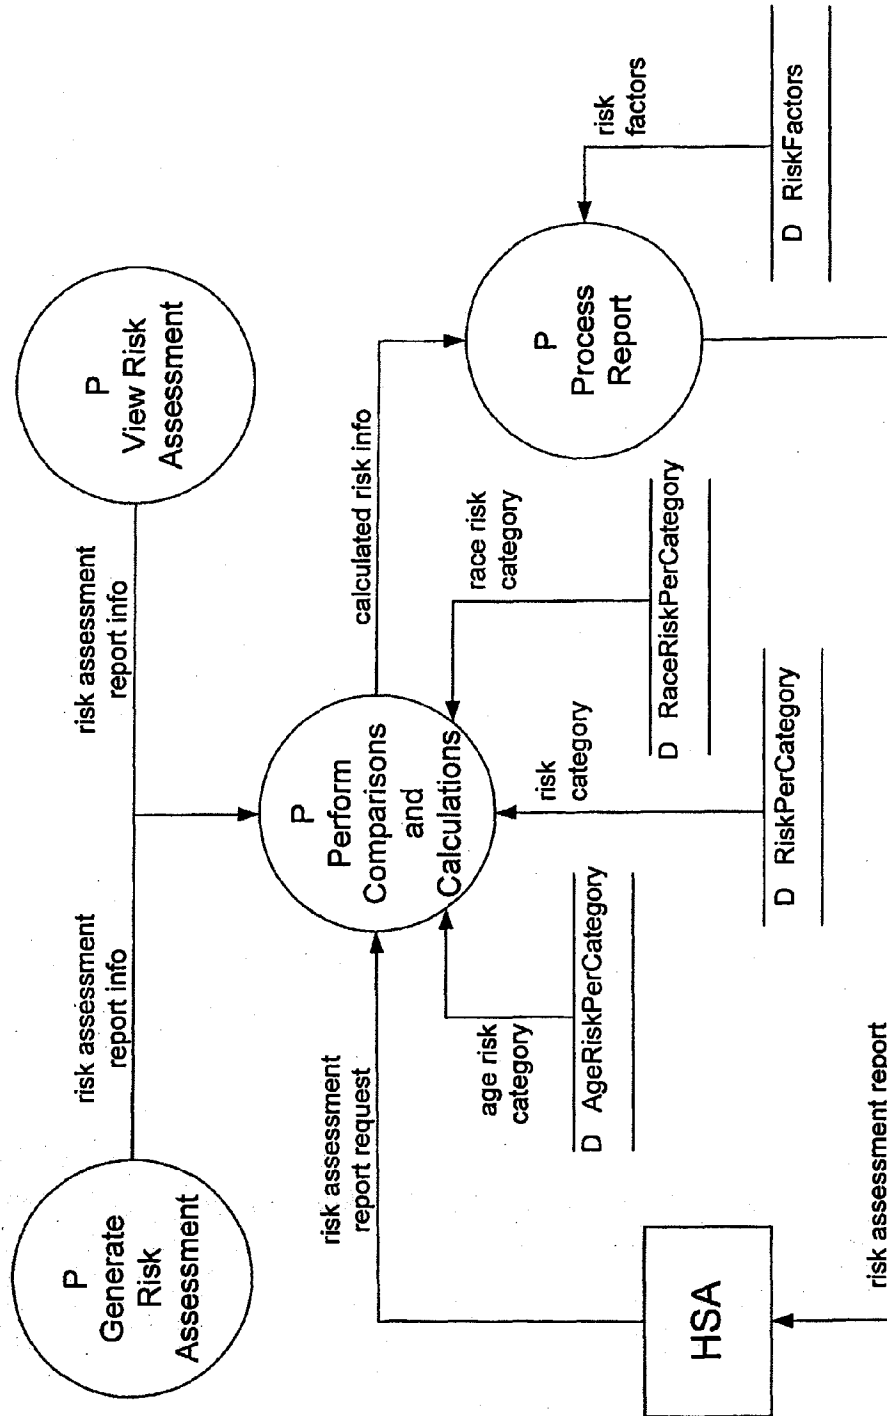 P
Generate
Risk
Assessment
risk assessment
report info
risk assessment
report info
P
View Risk
Assessment
risk assessment
report request
P
Perform
Comparisons
and
Calculations
calculated risk info
age risk
category
D AgeRiskPerCategory
risk
category
D RiskPerCategory
race risk
category
D RaceRiskPerCategory
P
Process
Report
risk
factors
D RiskFactors
HSA
risk assessment report